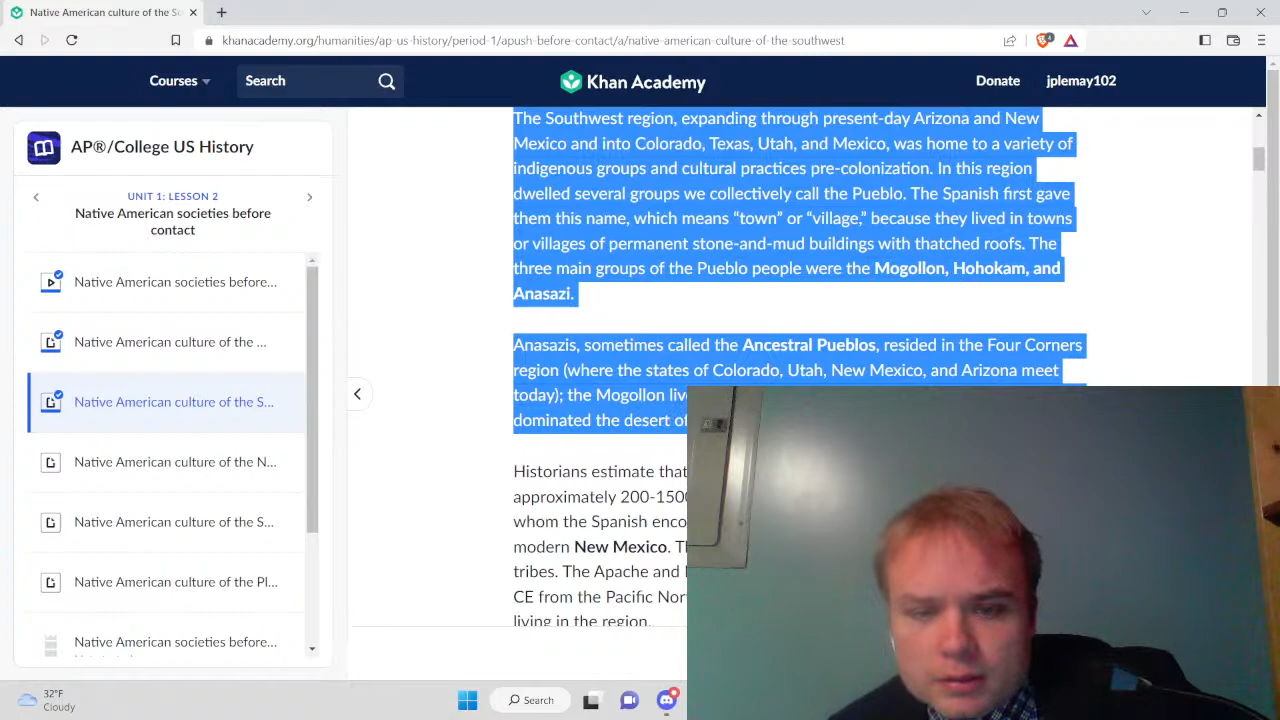 Native American culture of the So
khanacademy.org/humanities/ap-us-history/period-1/apush-before-contact/a/native-american-culture-of-the-southwest
4
Courses
Search
Khan Academy
Donate
jplemay102
AP®/College US History
UNIT 1: LESSON 2
Native American societies before
contact
Native American societies before...
Native American culture of the ...
Native American culture of the S...
Native American culture of the N...
Native American culture of the S...
Native American culture of the Pl...
Native American societies before...
The Southwest region, expanding through present-day Arizona and New
Mexico and into Colorado, Texas, Utah, and Mexico, was home to a variety of
indigenous groups and cultural practices pre-colonization. In this region
dwelled several groups we collectively call the Pueblo. The Spanish first gave
them this name, which means “town” or “village,” because they lived in towns
or villages of permanent stone-and-mud buildings with thatched roofs. The
three main groups of the Pueblo people were the Mogollon, Hohokam, and
Anasazi.
Anasazis, sometimes called the Ancestral Pueblos, resided in the Four Corners
region (where the states of Colorado, Utah, New Mexico, and Arizona meet
today); the Mogollon liv
dominated the desert of
Historians estimate that
approximately 200-1500
whom the Spanish enco
modern New Mexico. Th
tribes. The Apache and
CE from the Pacific Nor
living in the region.
32°F
Cloudy
Search